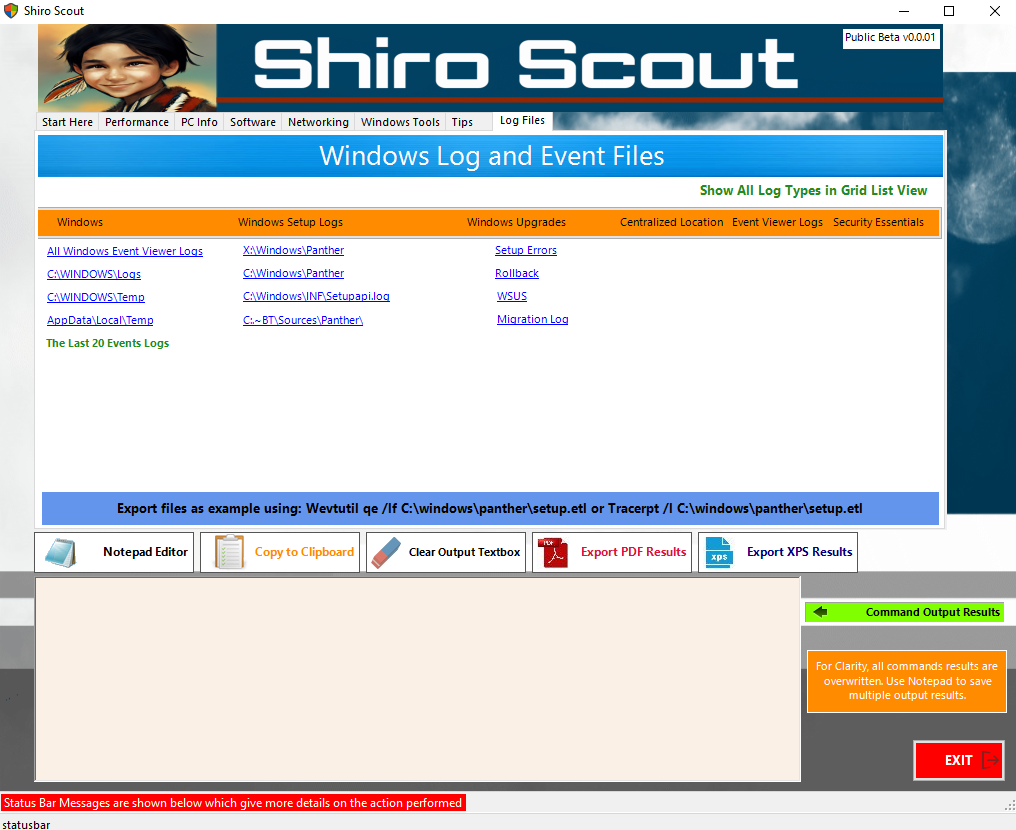 Shiro Scout
Shiro Scout
Public Beta v0.0.01
Start Here Performance PC Info Software Networking Windows Tools Tips Log Files
Windows Log and Event Files
Show All Log Types in Grid List View
Windows Windows Setup Logs Windows Upgrades Centralized Location Event Viewer Logs Security Essentials
All Windows Event Viewer Logs X:\Windows\Panther Setup Errors
C:\WINDOWS\Logs C:\Windows\Panther Rollback
C:\WINDOWS\Temp C:\Windows\INF\Setupapi.log WSUS
AppData\Local\Temp C:.~BT\Sources\Panther\ Migration Log
The Last 20 Events Logs
Export files as example using: Wevtutil qe /lf C:\windows\panther\setup.etl or Tracerpt /l C:\windows\panther\setup.etl
Notepad Editor Copy to Clipboard Clear Output Textbox PDF Export PDF Results xps Export XPS Results
Command Output Results
For Clarity, all commands results are
overwritten. Use Notepad to save
multiple output results.
EXIT
Status Bar Messages are shown below which give more details on the action performed
statusbar